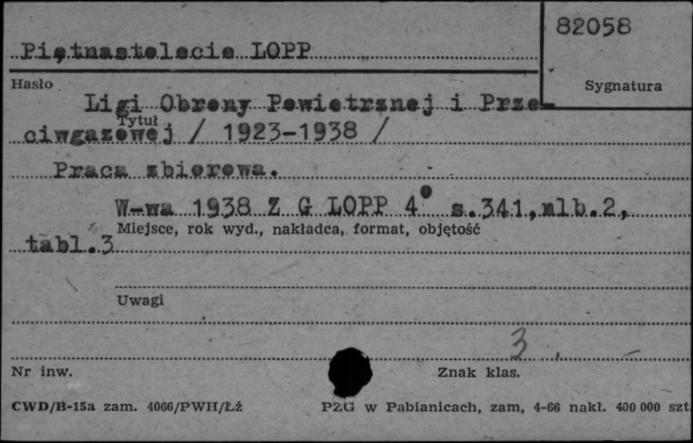 82058
Piętnastolecie LOPP
Hasło
Sygnatura
Ligi Obrony Powietrznej i Prze
Tytuł
ciwgazowej / 1923-1938 /
Praca zbiorowa.
W-wa 1938 Z G LOPP 4° s.341,nlb.2,
Miejsce, rok wyd., nakładca, format, objętość
tabl.3
Uwagi
3 . -
Nr inw.
Znak klas.
CWD/B-15a zam. 4066/PWH/Łź
PZG w Pabianicach, zam, 4-66 nakł. 400 000 szt